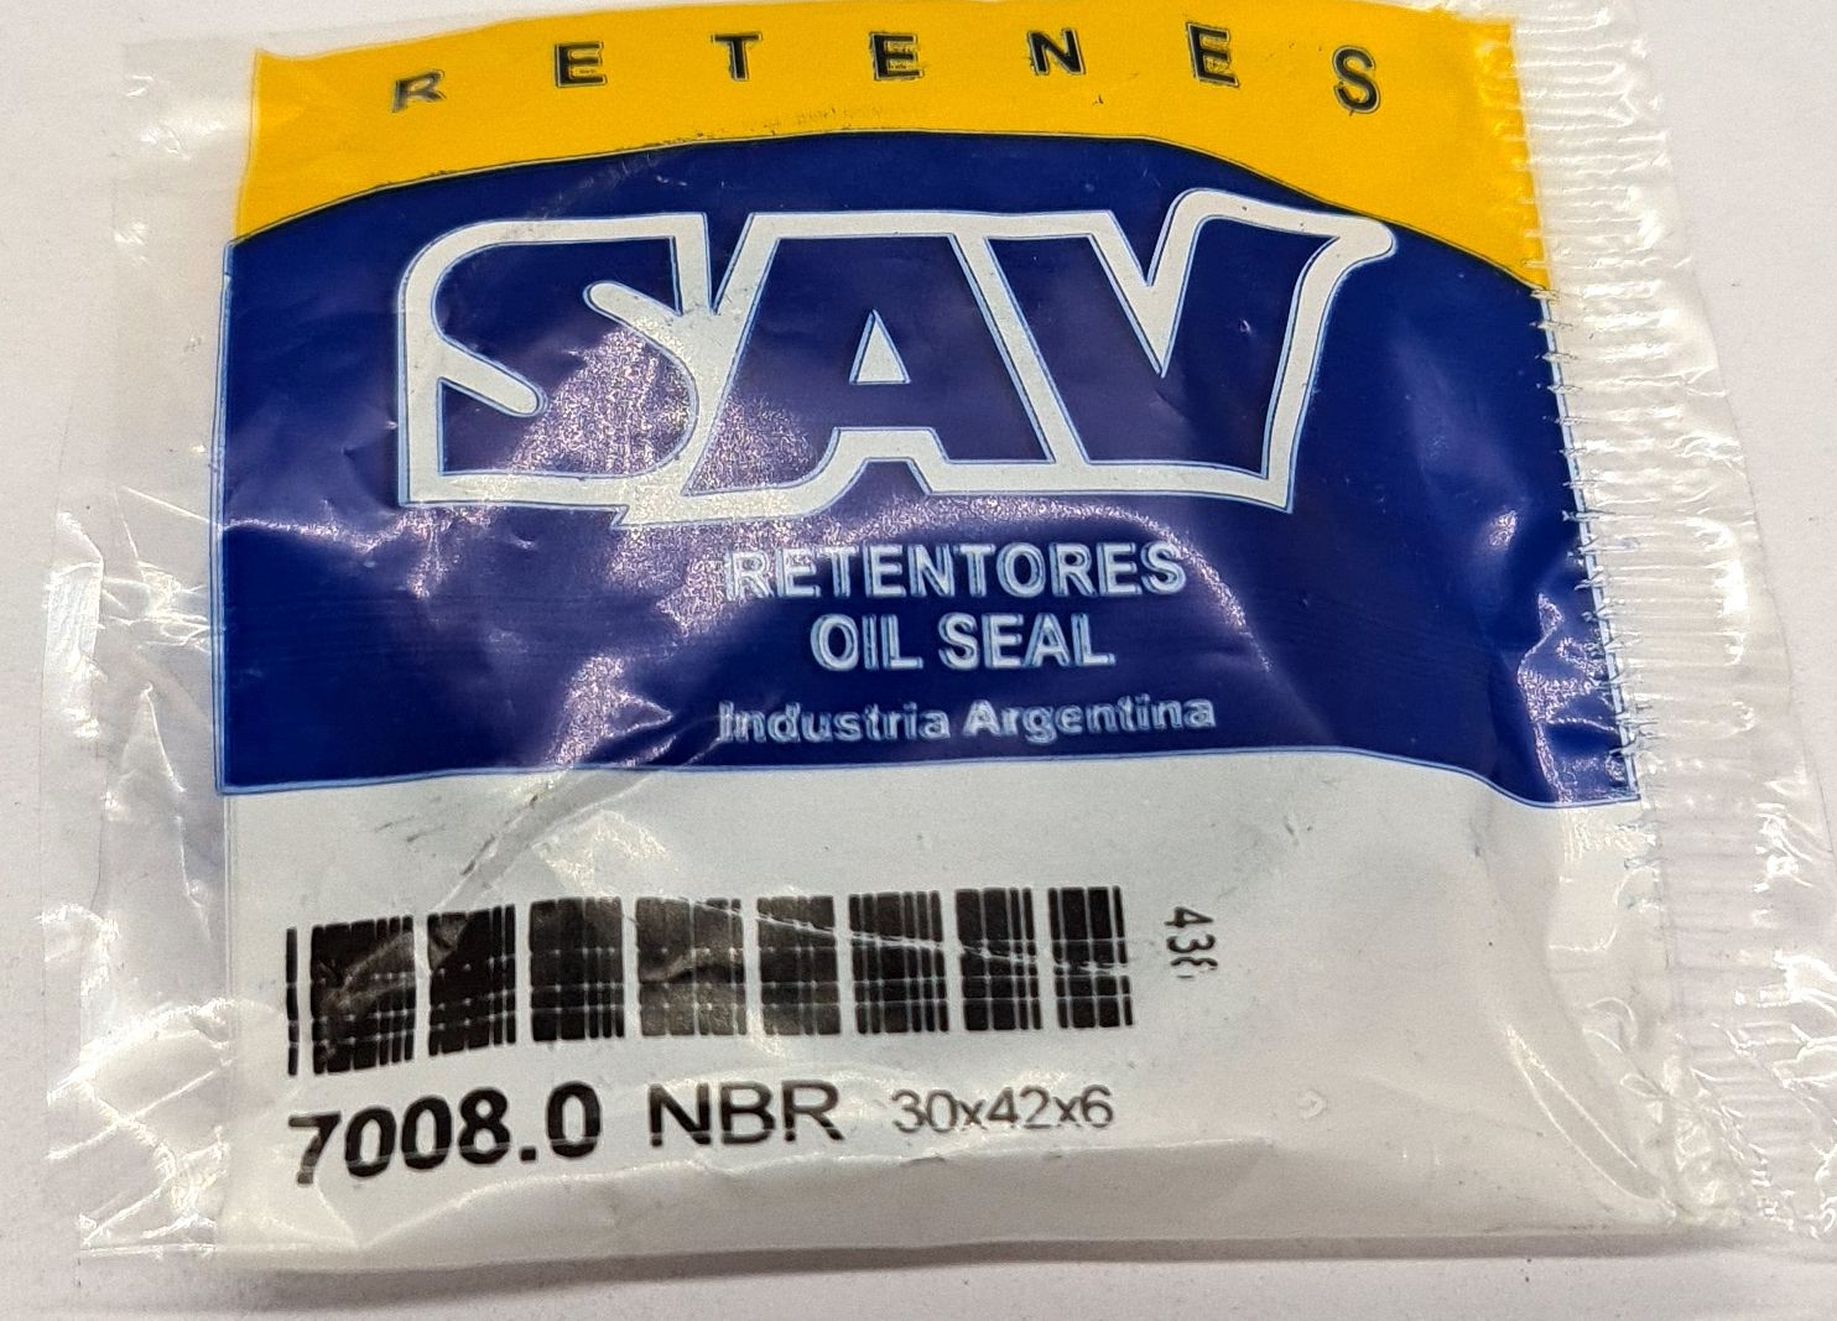 RETENES
SAV
RETENTORES
OIL SEAL
Industria Argentina
7008.0 NBR 30x42x6